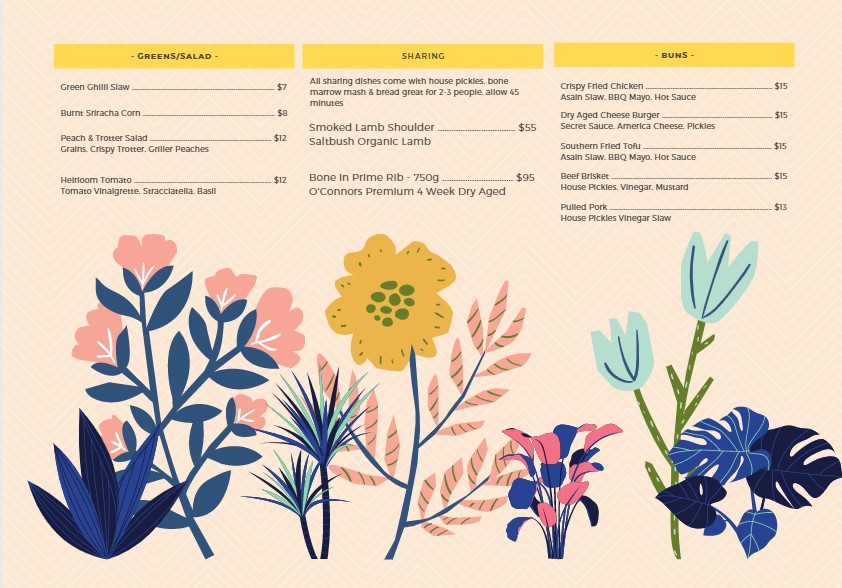 - GREENS/SALAD -
Green Ghilli Slaw $7
Burnt Sriracha Corn $8
Peach & Trotter Salad $12
Grains. Crispy Trotter. Griller Peaches
Heirloom Tomato $12
Tomato Vinaigrette. Stracciatella. Basil
SHARING
All sharing dishes come with house pickles. bone
marrow mash & bread great for 2-3 people. allow 45
minutes
Smoked Lamb Shoulder $55
Saltbush Organic Lamb
Bone In Prime Rib - 750g $95
O'Connors Premium 4 Week Dry Aged
- BUNS -
Crispy Fried Chicken $15
Asain Slaw. BBQ Mayo. Hot Sauce
Dry Aged Cheese Burger $15
Secret Sauce. America Cheese. Pickles
Southern Fried Tofu $15
Asain Slaw. BBQ Mayo. Hot Sauce
Beef Brisket $15
House Pickles. Vinegar. Mustard
Pulled Pork $13
House Pickles Vinegar Slaw